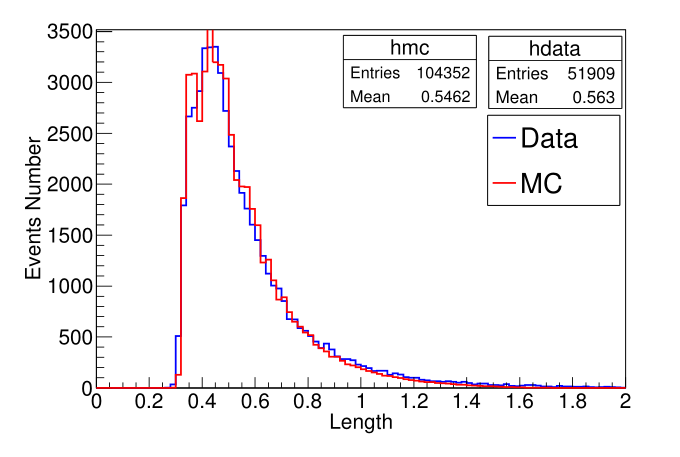 hmc
Entries 104352
Mean 0.5462
hdata
Entries 51909
Mean 0.563
Data
MC
Events Number
3500
3000
2500
2000
1500
1000
500
0
0 0.2 0.4 0.6 0.8 1 1.2 1.4 1.6 1.8 2
Length